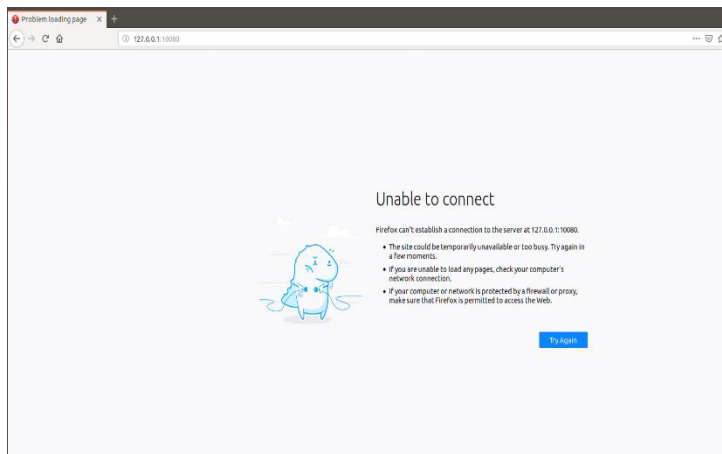 Problem loading page
127.0.0.1:10080
Unable to connect
Firefox can't establish a connection to the server at 127.0.0.1:10080.
The site could be temporarily unavailable or too busy. Try again in
a few moments.
If you are unable to load any pages, check your computer's
network connection.
If your computer or network is protected by a firewall or proxy,
make sure that Firefox is permitted to access the Web.
Try Again